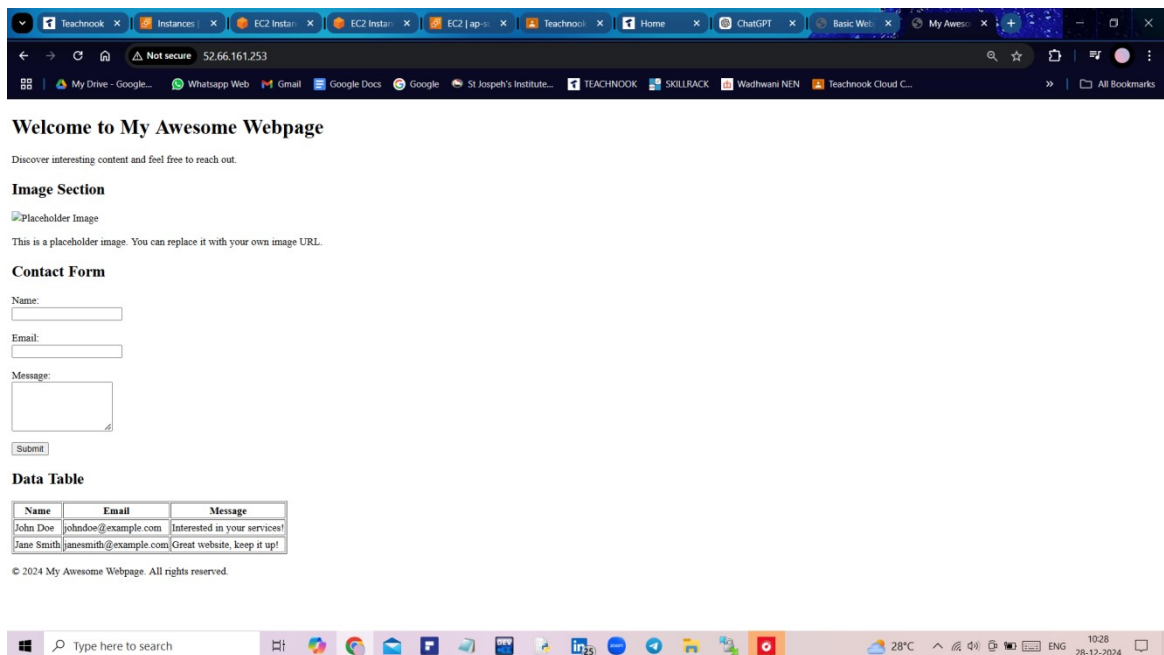 Teachnook Instances | EC2 Instan EC2 Instan EC2 | ap-s Teachnook Home ChatGPT Basic Web My Aweso
Not secure 52.66.161.253
My Drive - Google... Whatsapp Web Gmail Google Docs Google St Jospeh's Institute... TEACHNOOK SKILLRACK Wadhwani NEN Teachnook Cloud C... » All Bookmarks
Welcome to My Awesome Webpage
Discover interesting content and feel free to reach out.
Image Section
Placeholder Image
This is a placeholder image. You can replace it with your own image URL.
Contact Form
Name:
Email:
Message:
Submit
Data Table
Name Email Message
John Doe johndoe@example.com Interested in your services!
Jane Smith janesmith@example.com Great website, keep it up!
© 2024 My Awesome Webpage. All rights reserved.
Type here to search 28°C ENG 10:28
28-12-2024